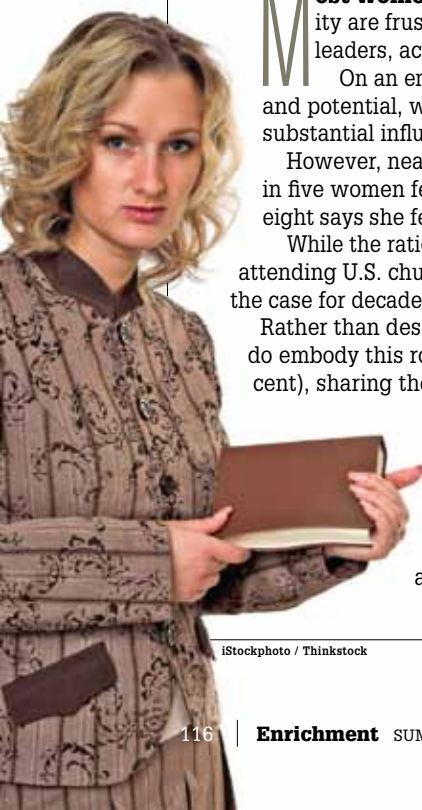 Most wome
ity are frus
leaders, ac
On an er
and potential, w
substantial influ
However, nea
in five women fe
eight says she fe
While the ratio
attending U.S. chu
the case for decade
Rather than des
do embody this ro
cent), sharing the
a
iStockphoto / Thinkstock
116 | Enrichment SUM